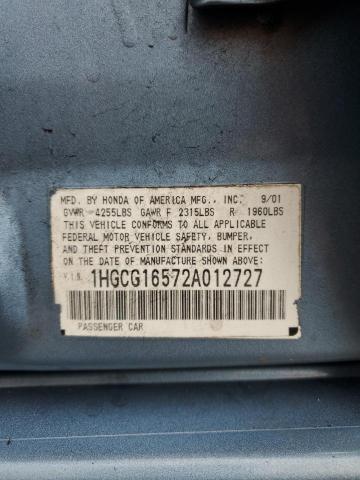 MFD. BY HONDA OF AMERICA MFG., INC. 9/01
GVWR 4255LBS GAWR F 2315LBS R 1960LBS
THIS VEHICLE CONFORMS TO ALL APPLICABLE
FEDERAL MOTOR VEHICLE SAFETY, BUMPER,
AND THEFT PREVENTION STANDARDS IN EFFECT
ON THE DATE OF MANUFACTURE SHOWN ABOVE:
V.I.N. 1HGCG16572A012727
PASSENGER CAR